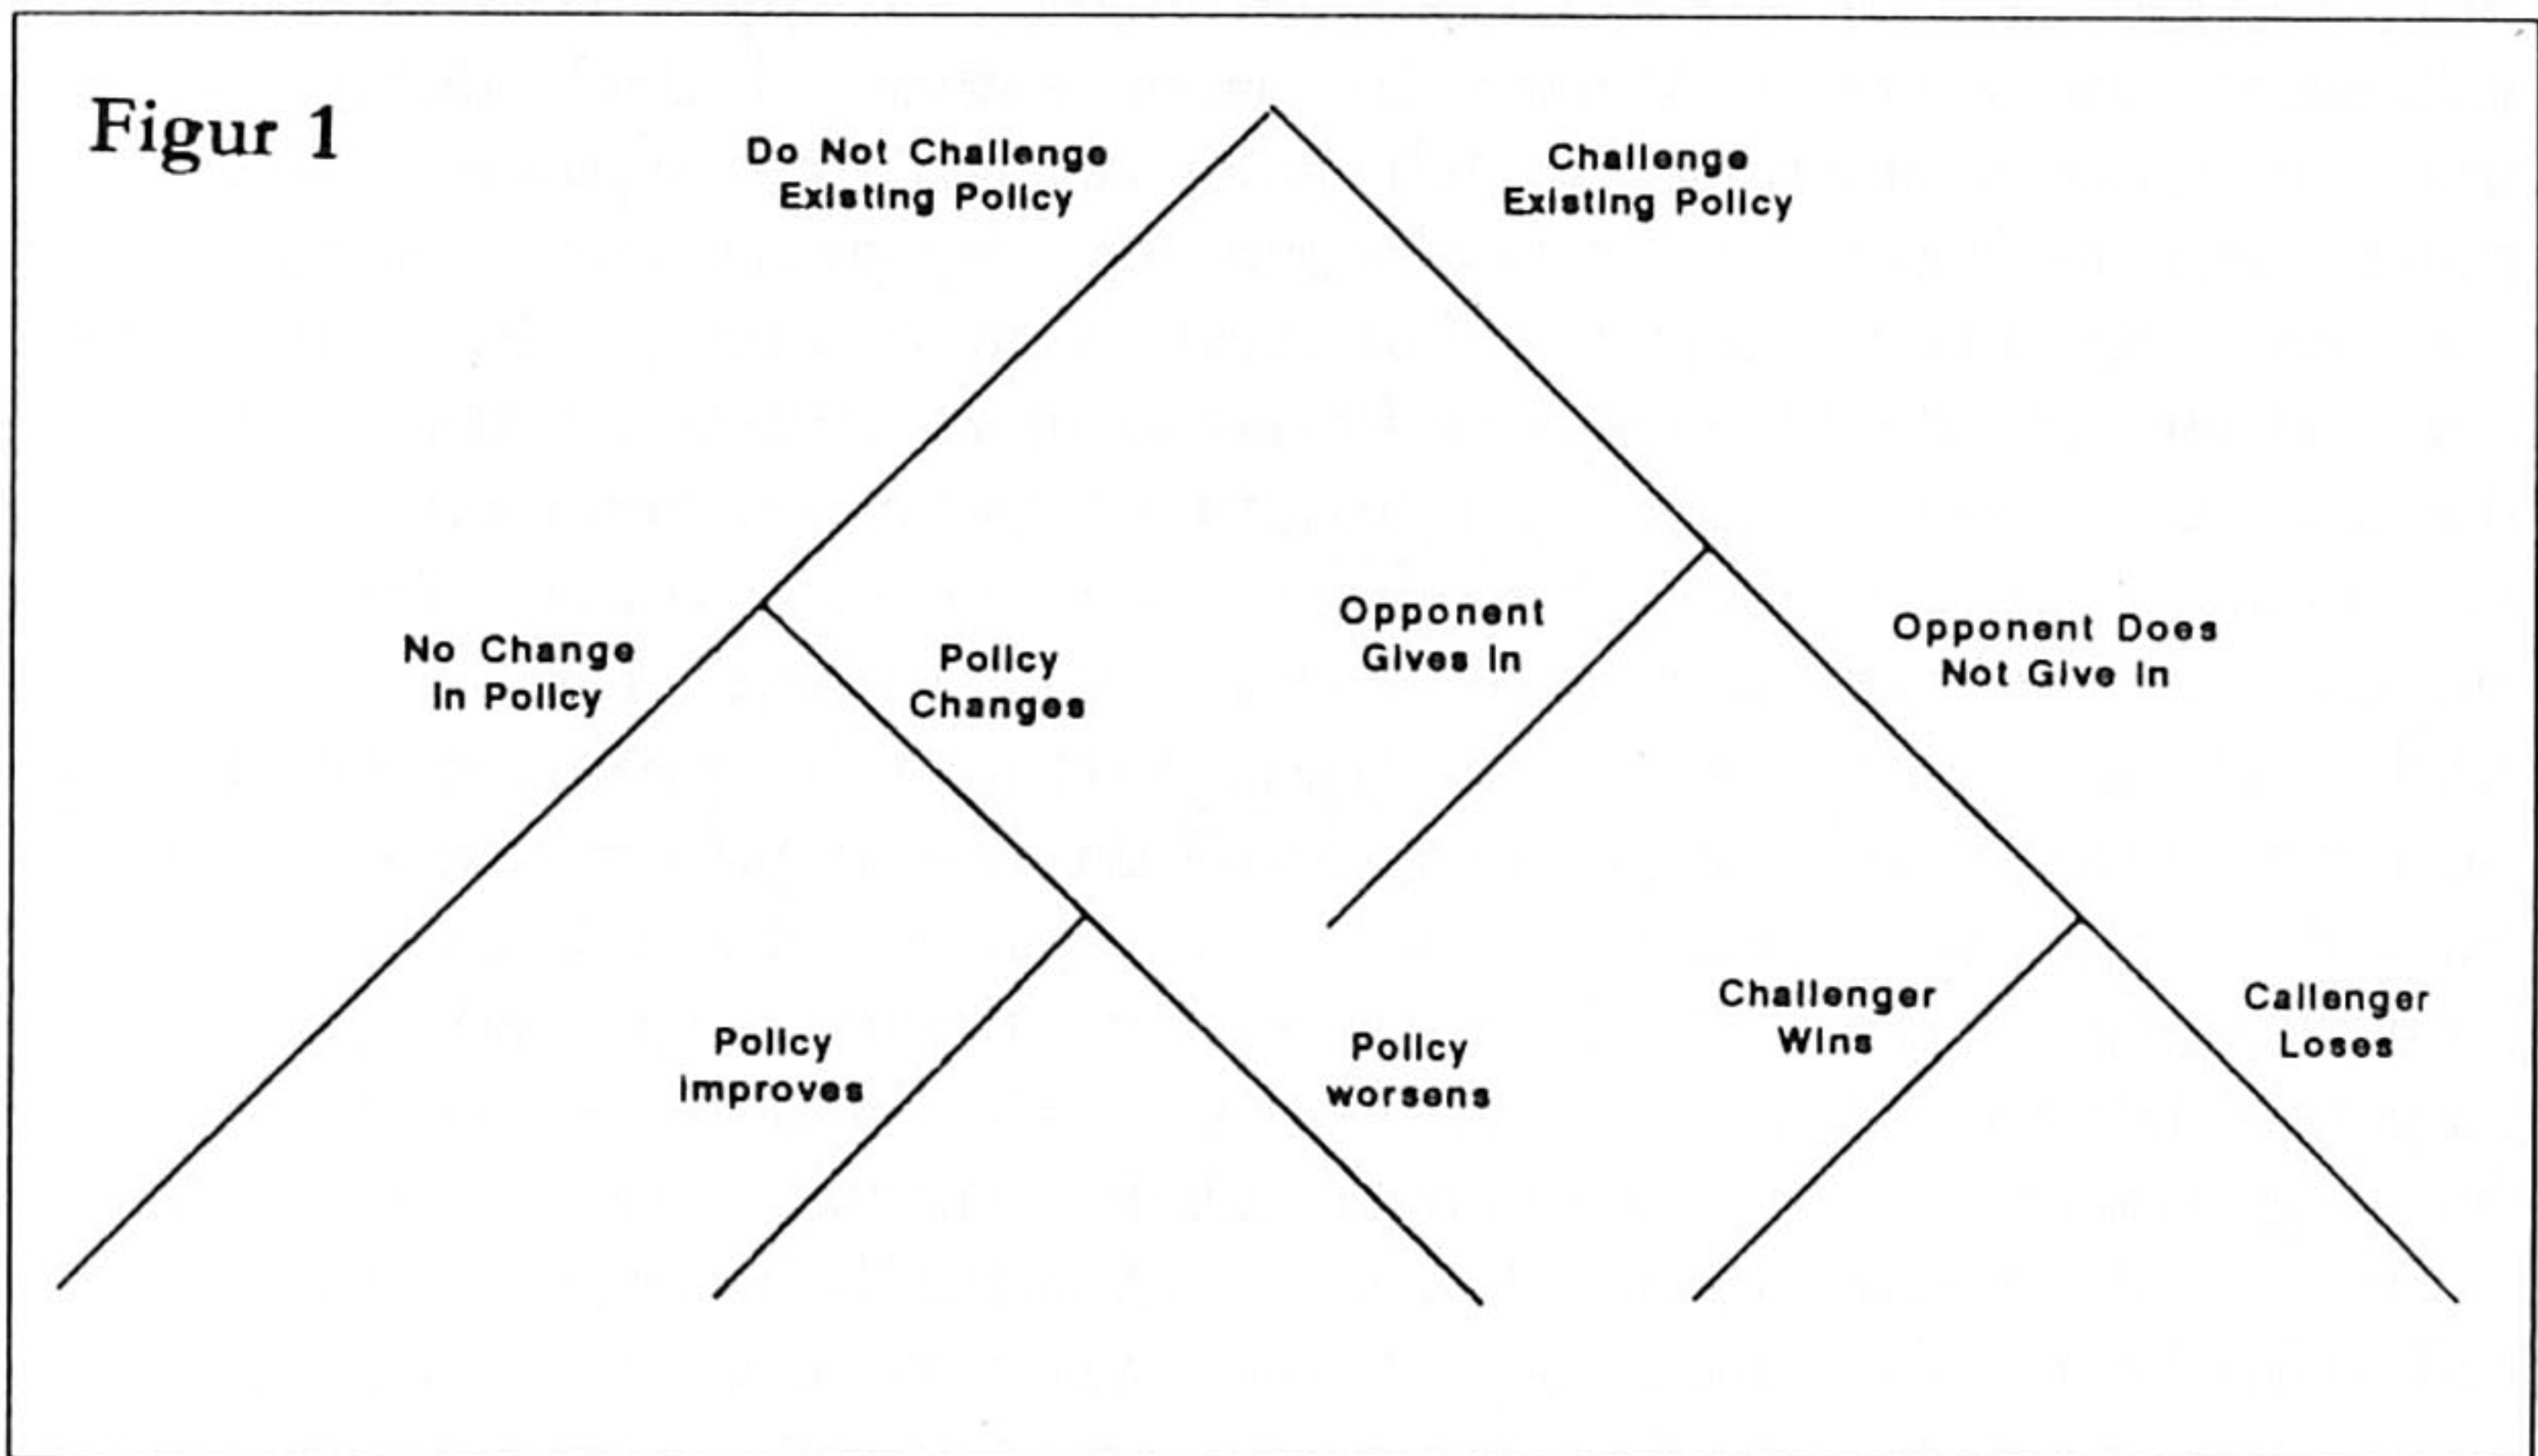 Figur 1
Do Not Challenge
Existing Policy
Challenge
Existing Policy
No Change
In Policy
Policy
Changes
Opponent
Gives In
Opponent Does
Not Give In
Policy
improves
Policy
worsens
Challenger
Wins
Callenger
Loses